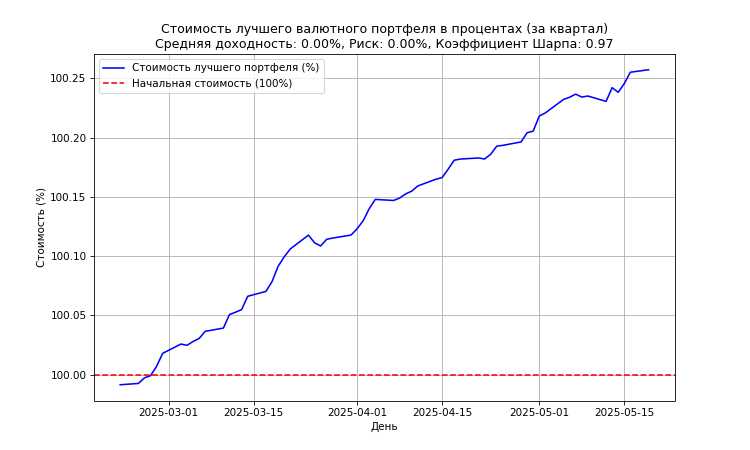 Стоимость лучшего валютного портфеля в процентах (за квартал)
Средняя доходность: 0.00%, Риск: 0.00%, Коэффициент Шарпа: 0.97
Стоимость лучшего портфеля (%)
Начальная стоимость (100%)
Стоимость (%)
100.25
100.20
100.15
100.10
100.05
100.00
2025-03-01
2025-03-15
2025-04-01
2025-04-15
2025-05-01
2025-05-15
День